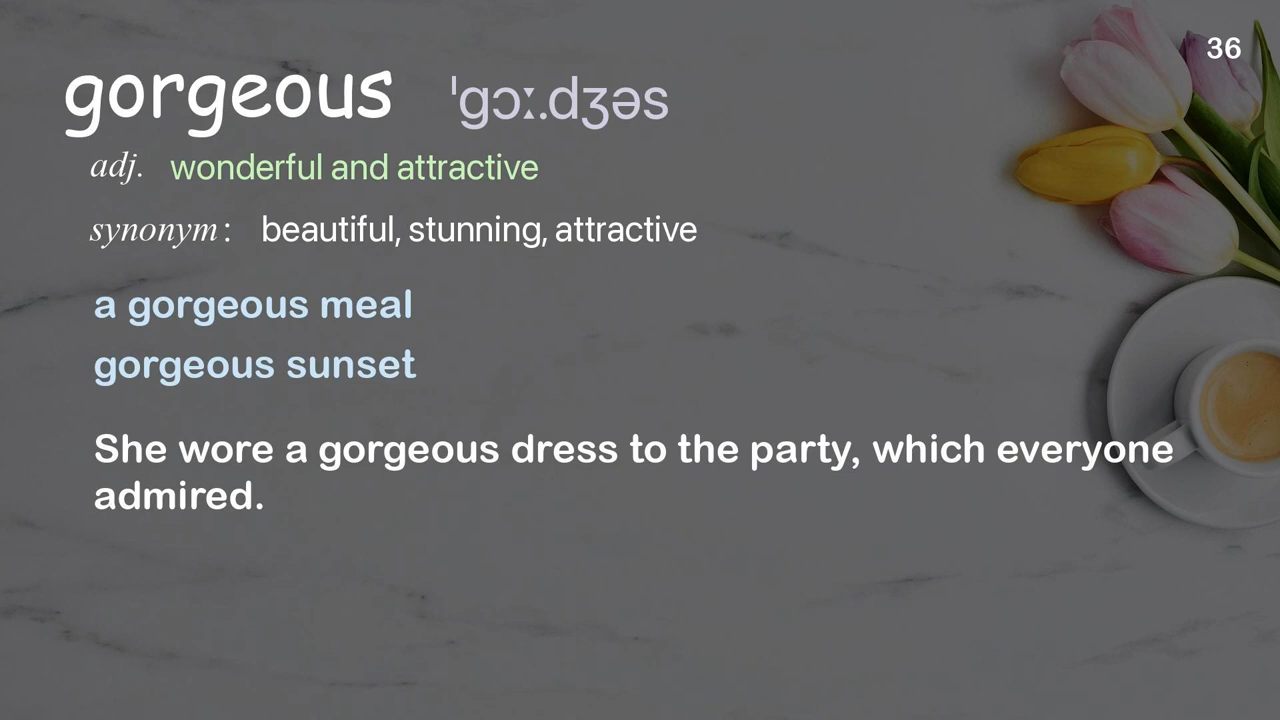 36
gorgeous ˈɡɔː.dʒəs
adj. wonderful and attractive
synonym: beautiful, stunning, attractive
a gorgeous meal
gorgeous sunset
She wore a gorgeous dress to the party, which everyone
admired.